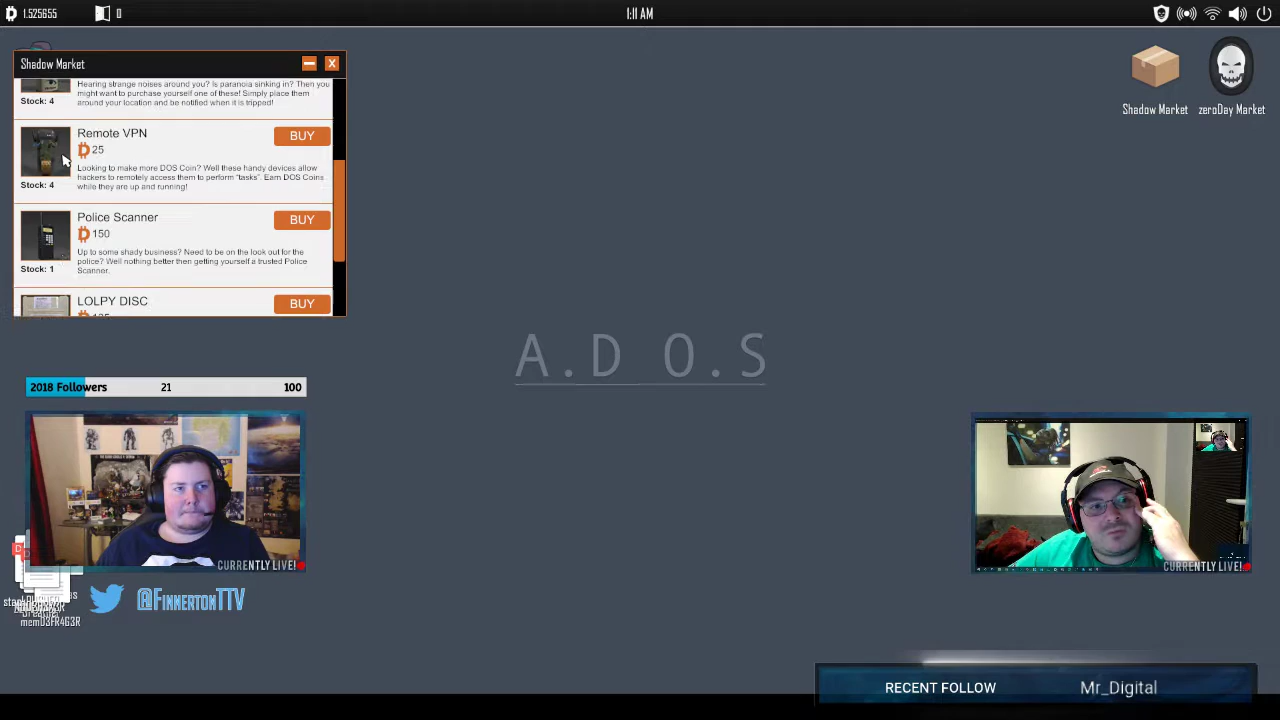 1.525655
0
1:11 AM
Shadow Market
X
Hearing strange noises around you? Is paranoia sinking in? Then you
might want to purchase yourself one of these! Simply place them
around your location and be notified when it is tripped!
Stock: 4
Remote VPN
BUY
25
Looking to make more DOS Coin? Well these handy devices allow
hackers to remotely access them to perform "tasks". Earn DOS Coins
while they are up and running!
Stock: 4
Police Scanner
BUY
150
Up to some shady business? Need to be on the look out for the
police? Well nothing better then getting yourself a trusted Police
Scanner.
Stock: 1
LOLPY DISC
BUY
Shadow Market
zeroDay Market
A.D O.S
2018 Followers
21
100
CURRENTLY LIVE!
CURRENTLY LIVE!
@FinnertonTTV
RECENT FOLLOW
Mr_Digital